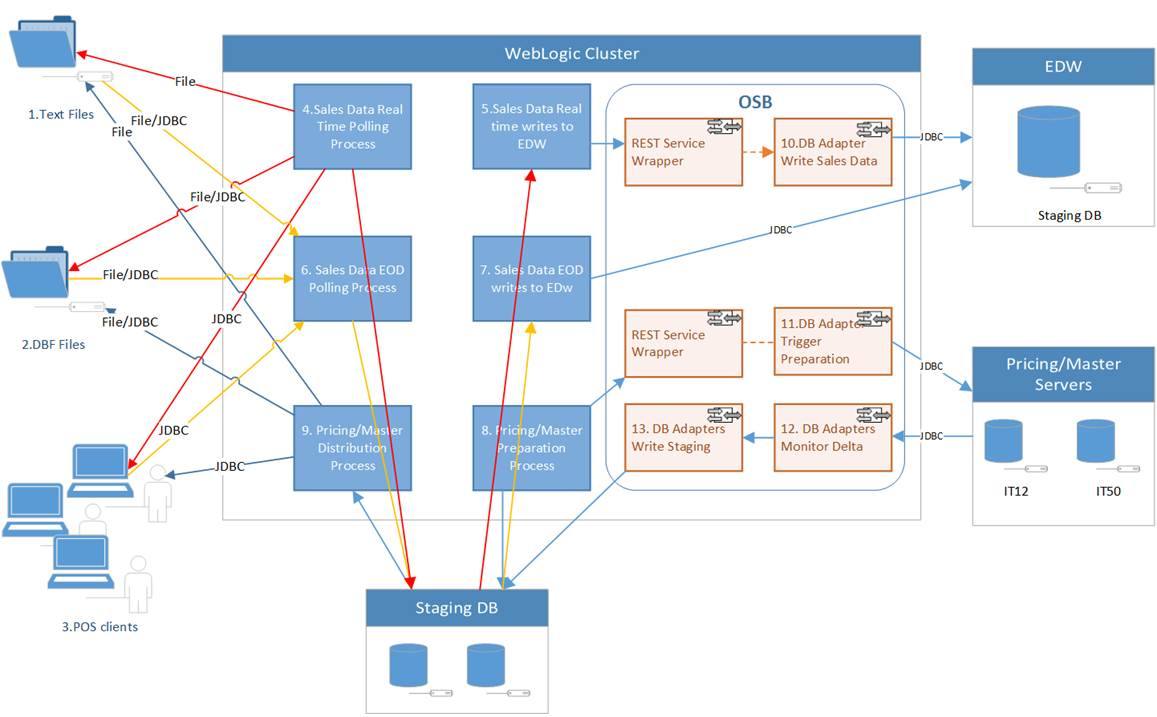 WebLogic Cluster
EDW
OSB
1.Text Files
File
File/JDBC
File
4.Sales Data Real
Time Polling
Process
5.Sales Data Real
time writes to
EDW
REST Service
Wrapper
10.DB Adapter
Write Sales Data
JDBC
Staging DB
File/JDBC
JDBC
File/JDBC
6. Sales Data EOD
Polling Process
7. Sales Data EOD
writes to EDw
File/JDBC
2.DBF Files
JDBC
REST Service
Wrapper
11.DB Adapter
Trigger
Preparation
JDBC
Pricing/Master
Servers
JDBC
9. Pricing/Master
Distribution
Process
8. Pricing/Master
Preparation
Process
13. DB Adapters
Write Staging
12. DB Adapters
Monitor Delta
JDBC
JDBC
IT12
IT50
3.POS clients
Staging DB